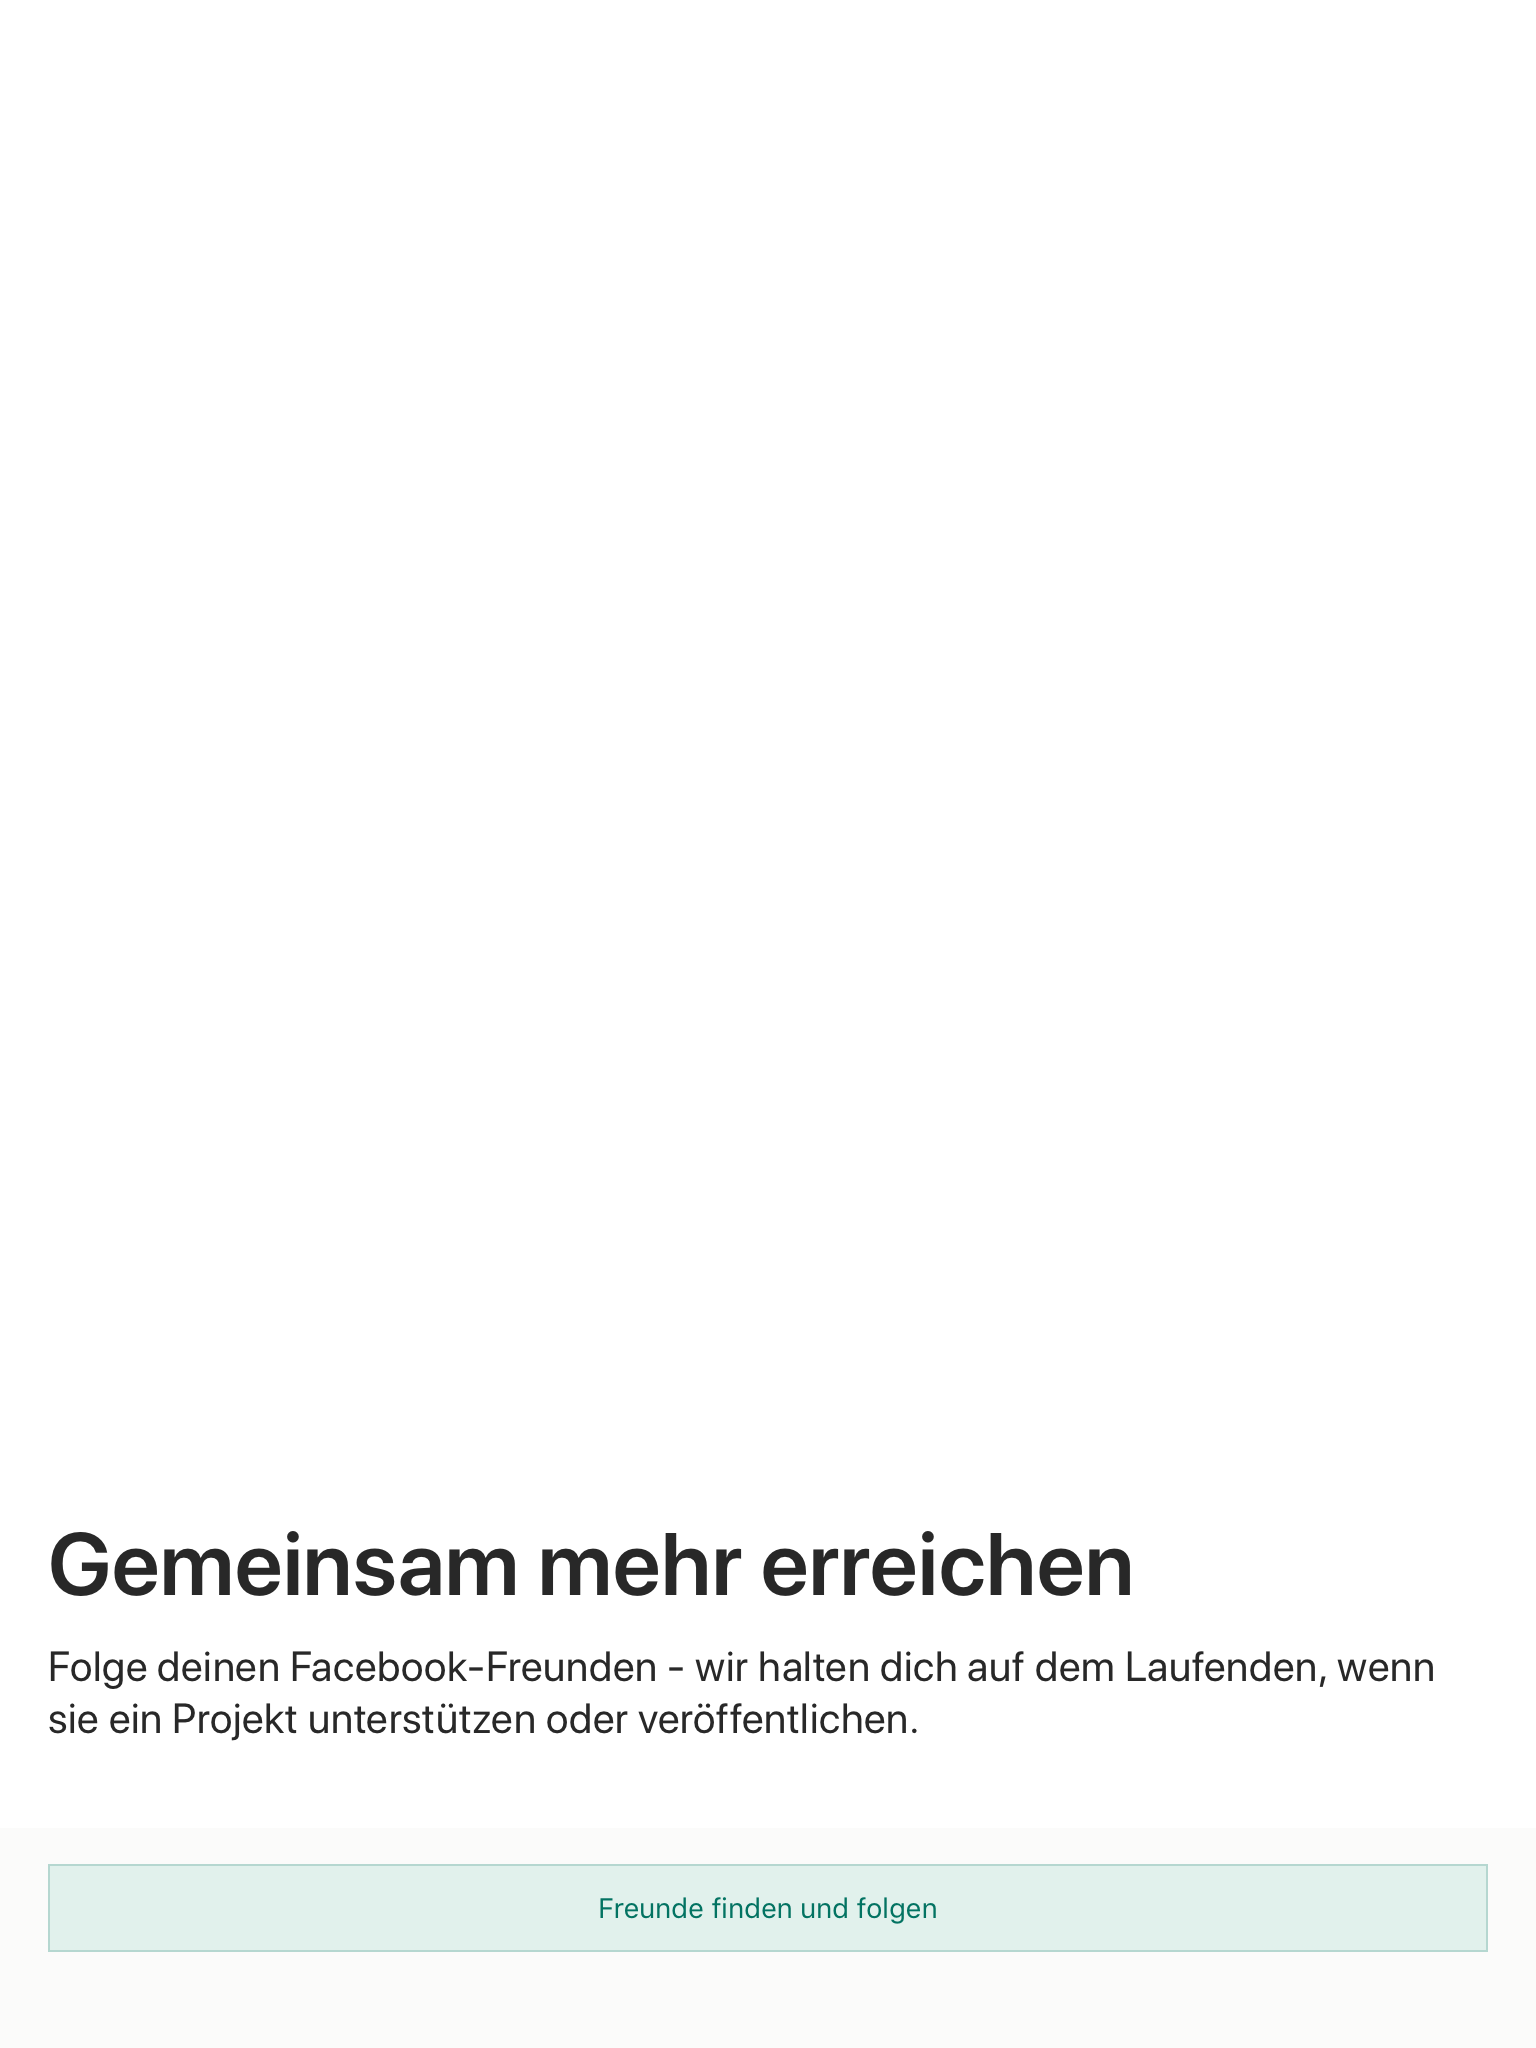 Gemeinsam mehr erreichen
Folge deinen Facebook-Freunden - wir halten dich auf dem Laufenden, wenn
sie ein Projekt unterstützen oder veröffentlichen.
Freunde finden und folgen